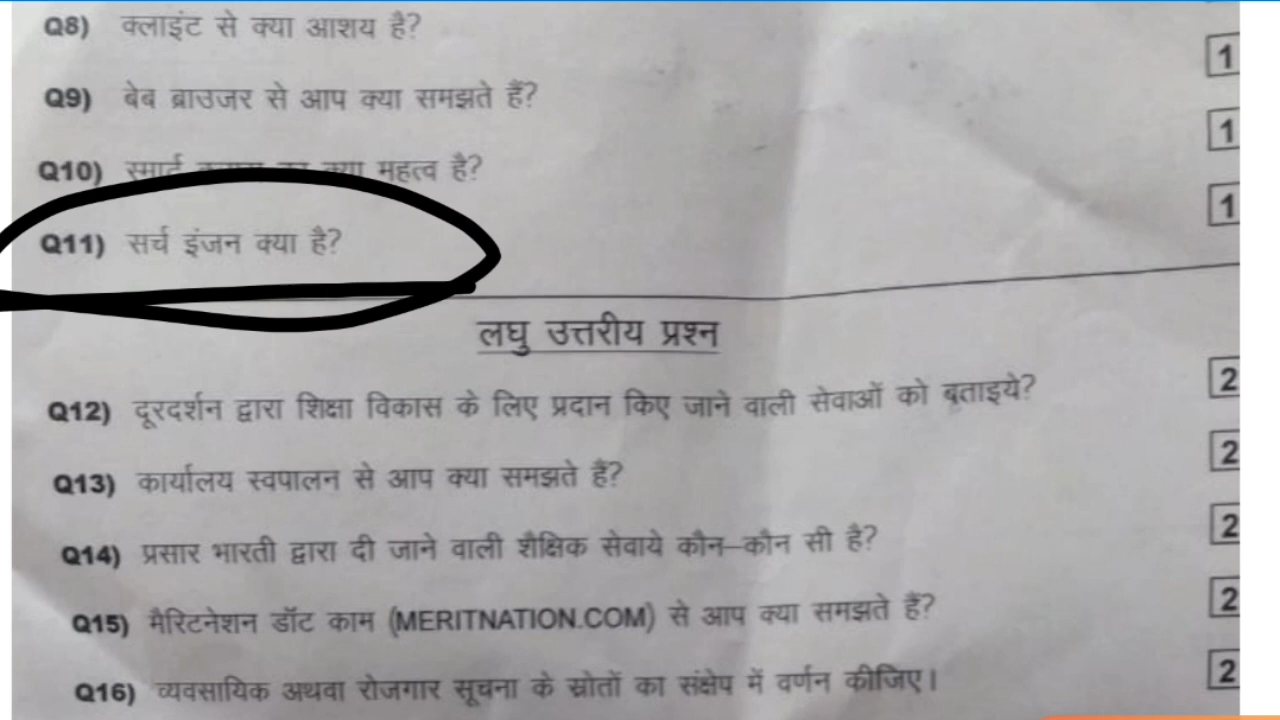 Q8) क्लाइंट से क्या आशय है?
1
Q9) बेब ब्राउजर से आप क्या समझते हैं?
1
Q10) स्मार्ट का क्या महत्व है?
1
Q11) सर्च इंजन क्या है?
लघु उत्तरीय प्रश्न
Q12) दूरदर्शन द्वारा शिक्षा विकास के लिए प्रदान किए जाने वाली सेवाओं को बताइये?
2
Q13) कार्यालय स्वपालन से आप क्या समझते हैं?
2
Q14) प्रसार भारती द्वारा दी जाने वाली शैक्षिक सेवाये कौन–कौन सी है?
2
Q15) मैरिटनेशन डॉट काम (MERITNATION.COM) से आप क्या समझते हैं?
2
Q16) व्यवसायिक अथवा रोजगार सूचना के स्रोतों का संक्षेप में वर्णन कीजिए।
2